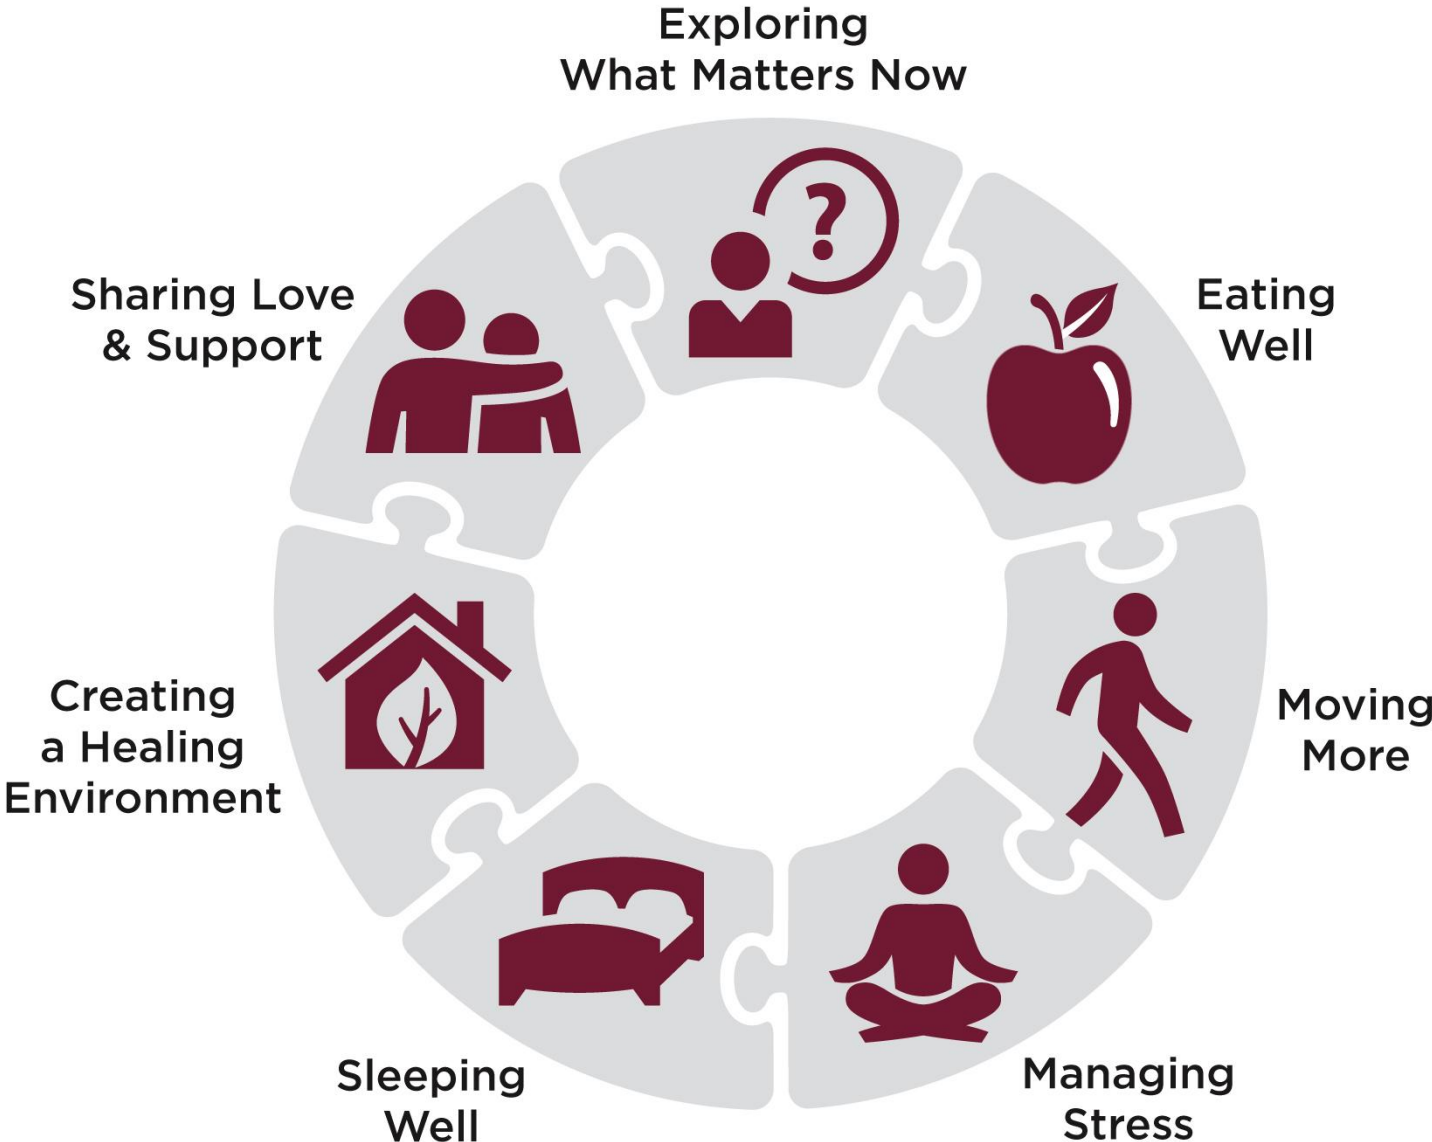 Exploring
What Matters Now
Eating
Well
Moving
More
Managing
Stress
Sleeping
Well
Creating
a Healing
Environment
Sharing Love
& Support
?